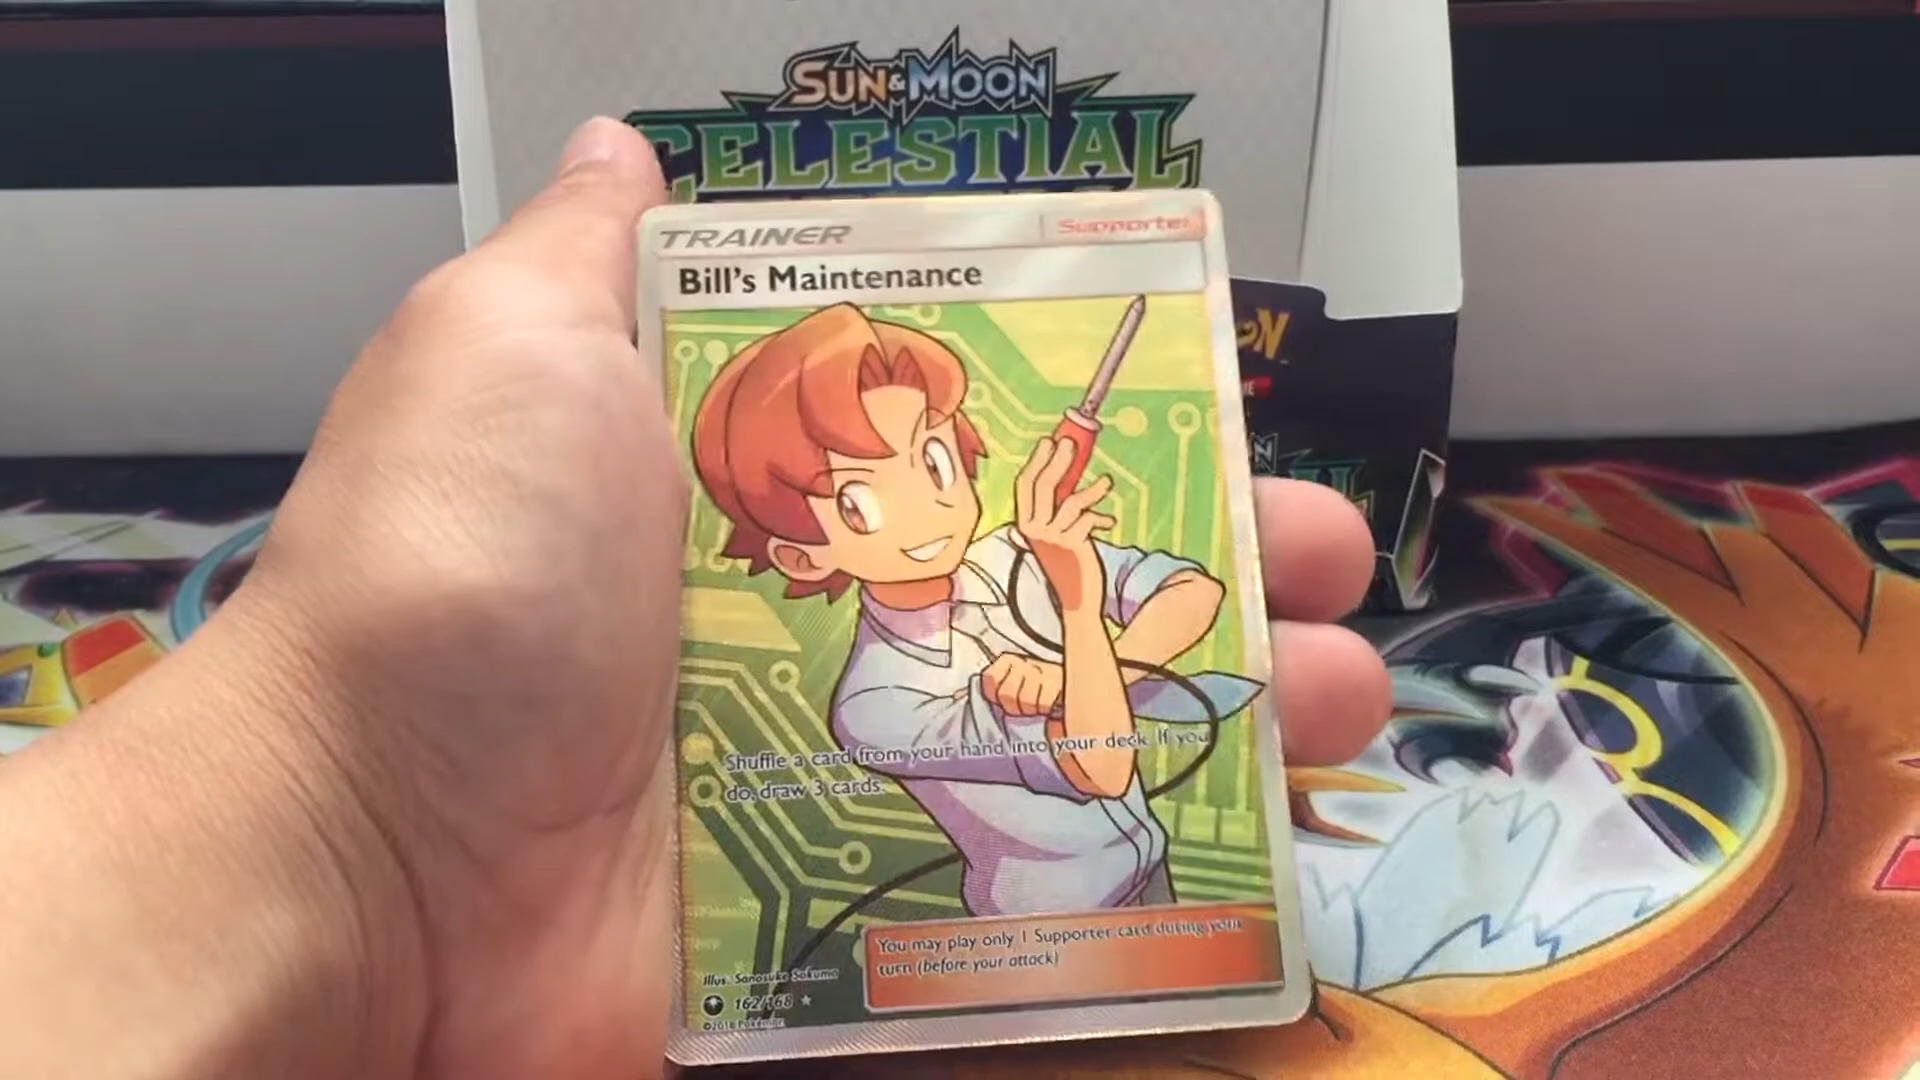 SUN & MOON
CELESTIAL
TRAINER
Supporter
Bill's Maintenance
Shuffle a card from your hand into your deck. If you
do, draw 3 cards.
You may play only 1 Supporter card during your
turn (before your attack)
Illus. Sanosuke Sakuma
162/168
©2018 Pokémon